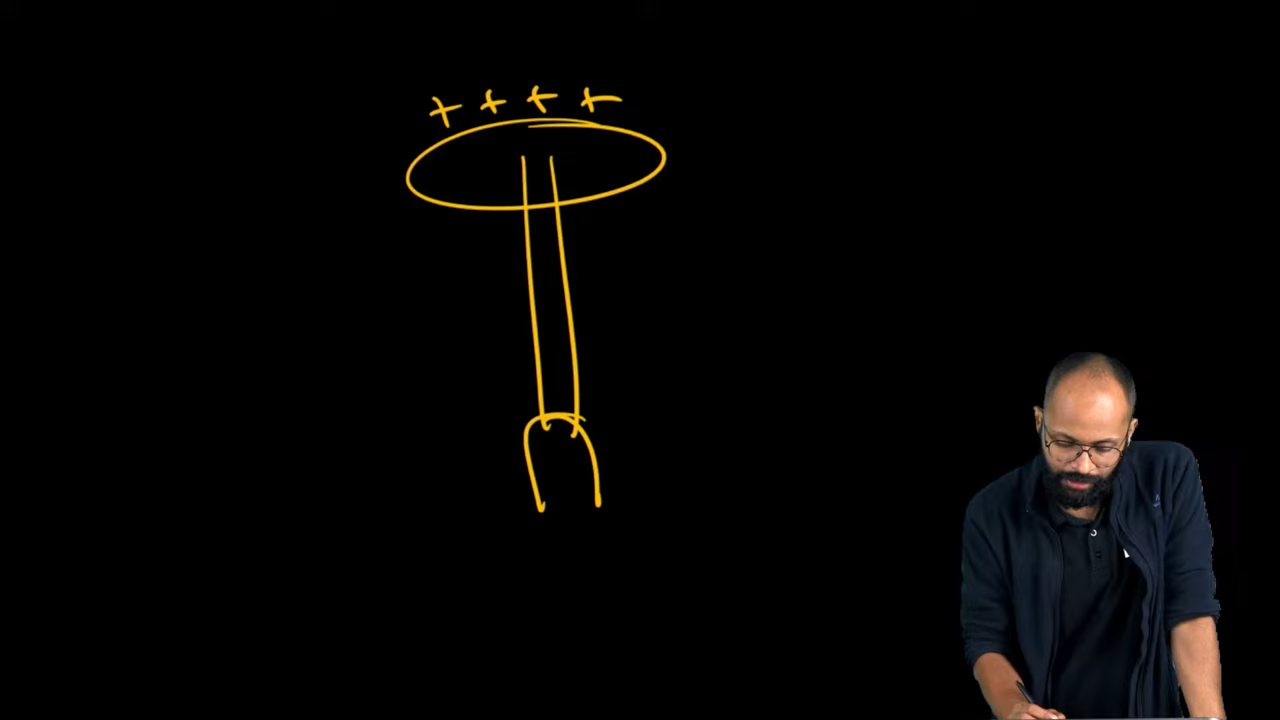 + + + +